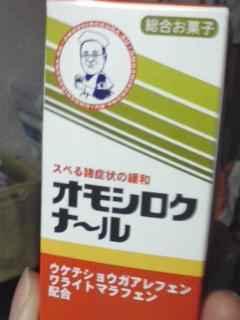 総合お菓子
スベる諸症状の緩和
オモシロク
ナ〜ル
ウケテショウガアレフェン
ワライトマラフェン
配合